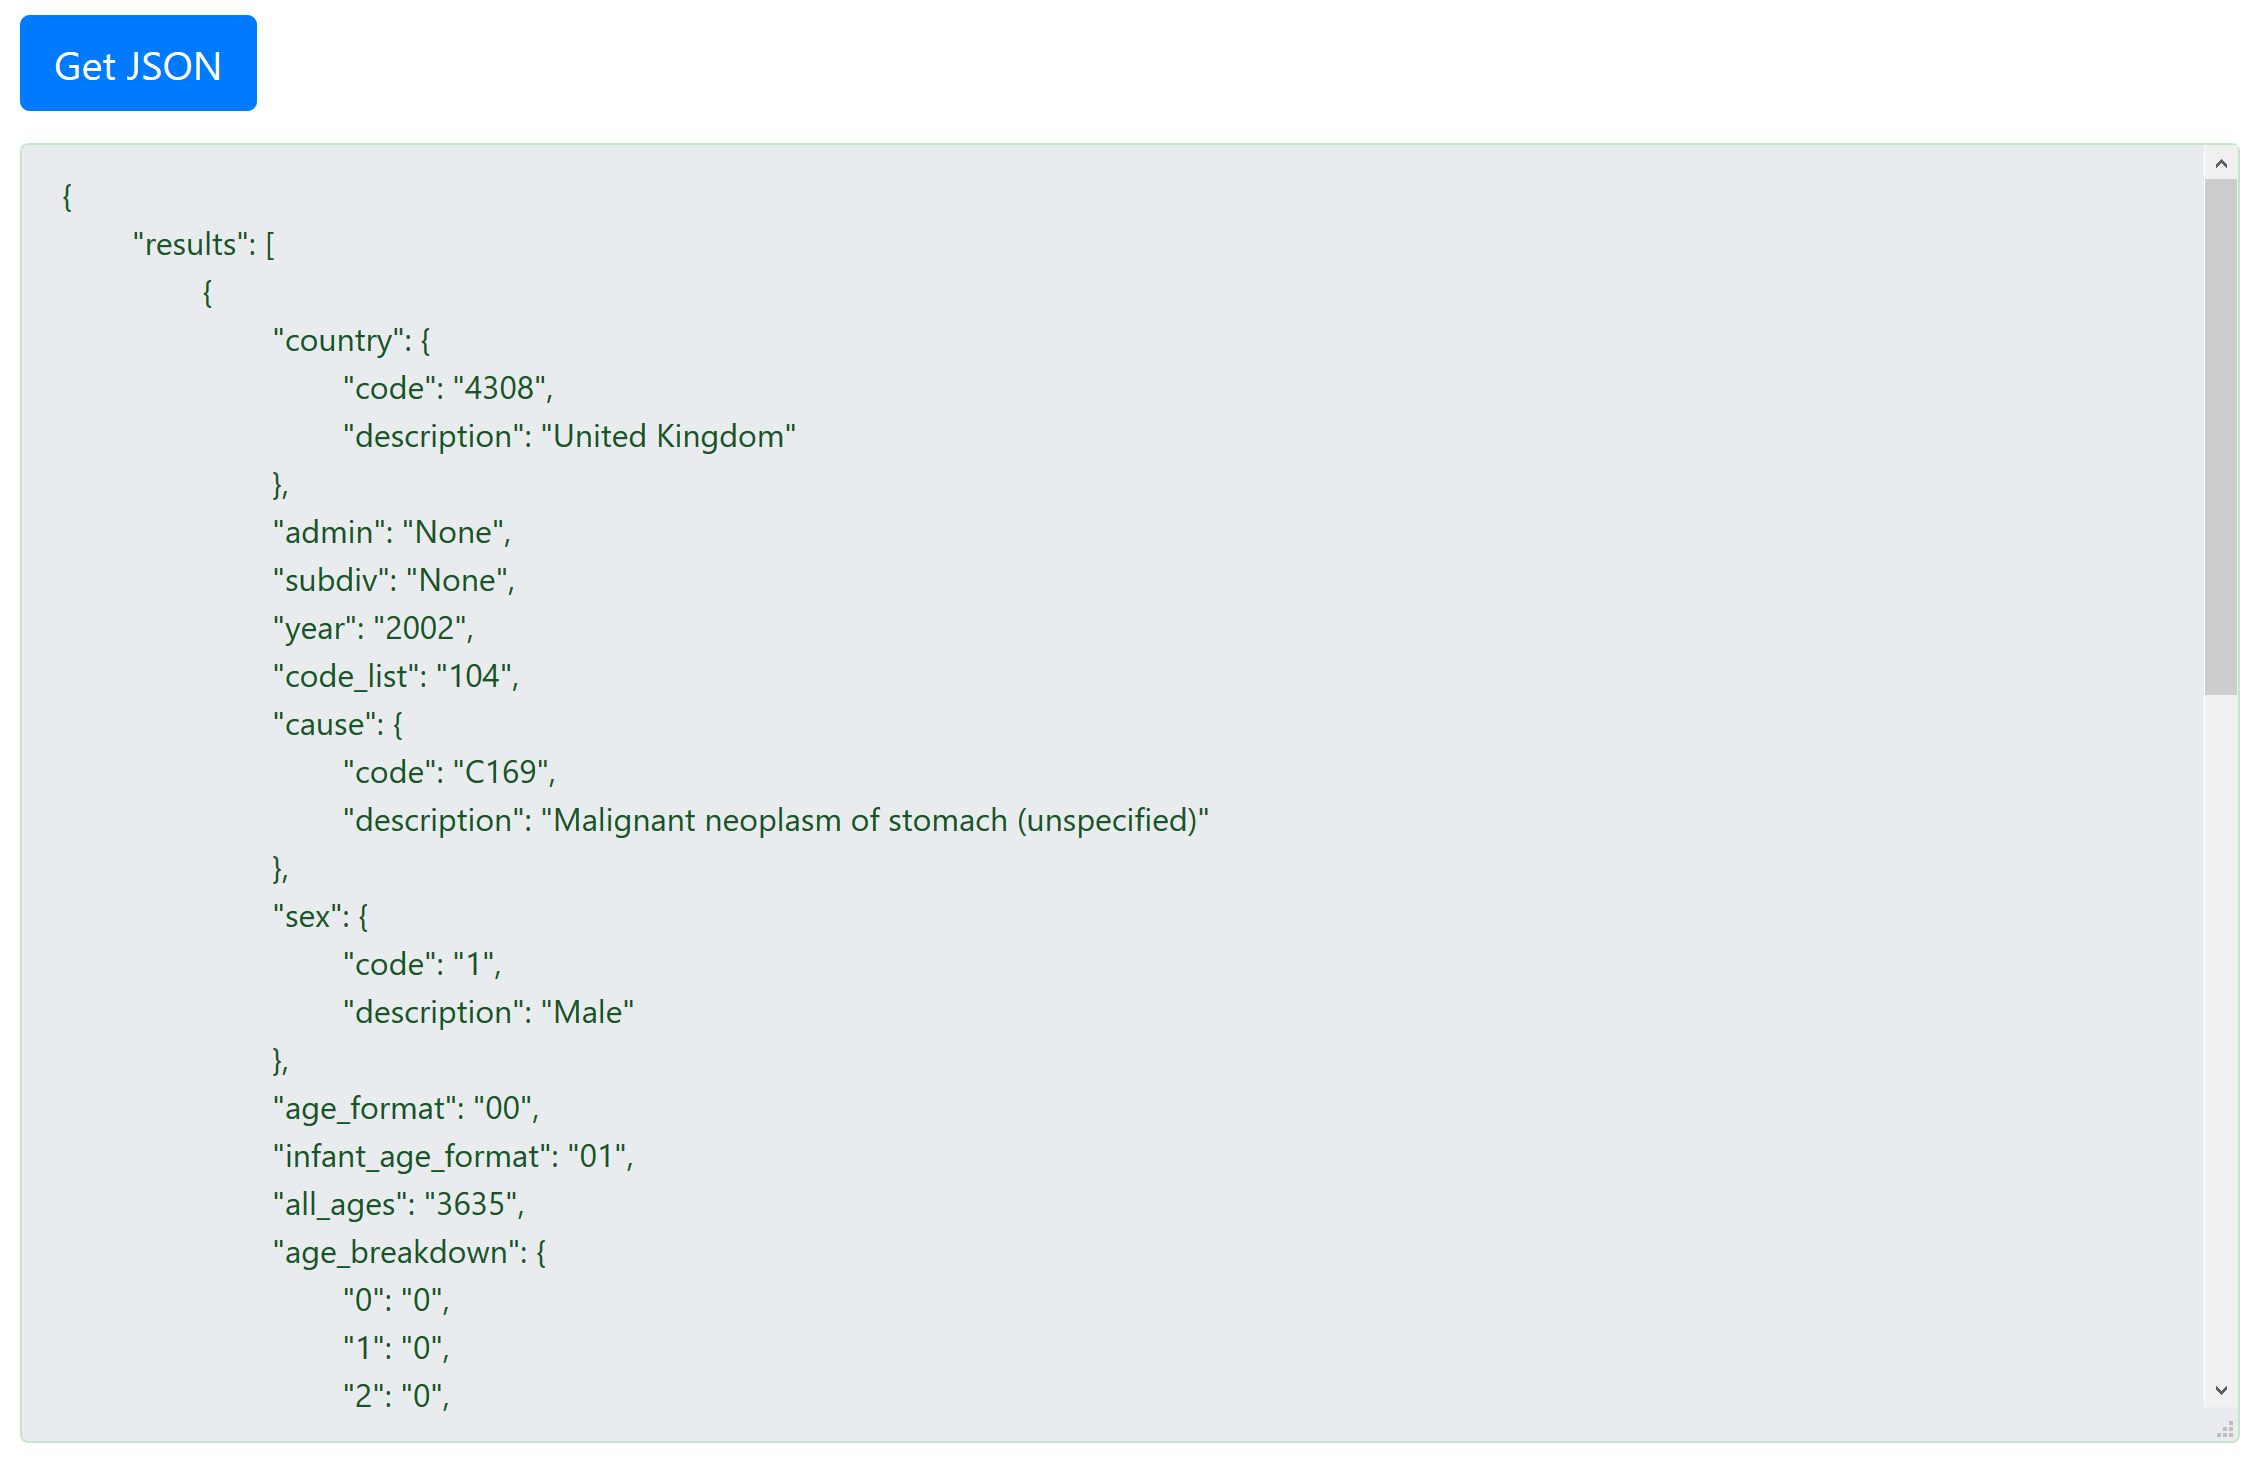 Get JSON
{
"results": [
{
"country": {
"code": "4308",
"description": "United Kingdom"
},
"admin": "None",
"subdiv": "None",
"year": "2002",
"code_list": "104",
"cause": {
"code": "C169",
"description": "Malignant neoplasm of stomach (unspecified)"
},
"sex": {
"code": "1",
"description": "Male"
},
"age_format": "00",
"infant_age_format": "01",
"all_ages": "3635",
"age_breakdown": {
"0": "0",
"1": "0",
"2": "0",